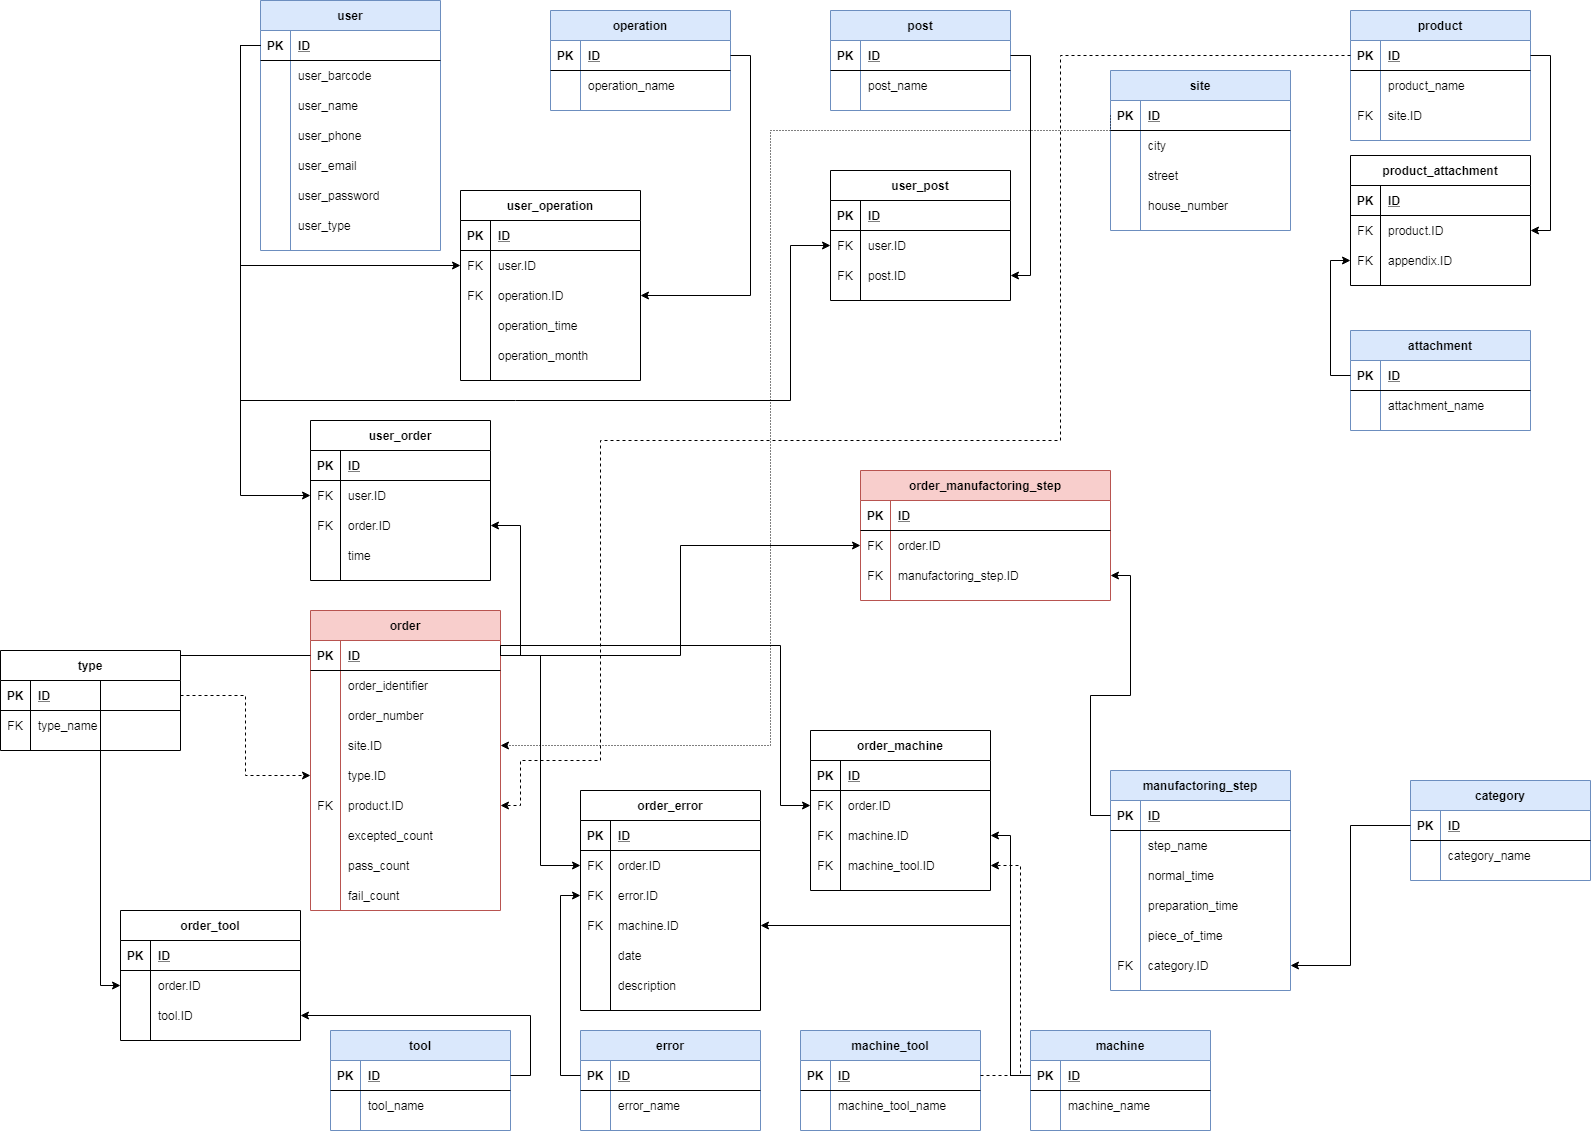 user
PK ID
user_barcode
user_name
user_phone
user_email
user_password
user_type
operation
PK ID
operation_name
post
PK ID
post_name
product
PK ID
product_name
FK site.ID
site
PK ID
city
street
house_number
product_attachment
PK ID
FK product.ID
FK appendix.ID
user_post
PK ID
FK user.ID
FK post.ID
user_operation
PK ID
FK user.ID
FK operation.ID
operation_time
operation_month
attachment
PK ID
attachment_name
user_order
PK ID
FK user.ID
FK order.ID
time
order_manufactoring_step
PK ID
FK order.ID
FK manufactoring_step.ID
order
PK ID
order_identifier
order_number
site.ID
type.ID
FK product.ID
excepted_count
pass_count
fail_count
type
PK ID
FK type_name
order_machine
PK ID
FK order.ID
FK machine.ID
FK machine_tool.ID
manufactoring_step
PK ID
step_name
normal_time
preparation_time
piece_of_time
FK category.ID
category
PK ID
category_name
order_error
PK ID
FK order.ID
FK error.ID
FK machine.ID
date
description
order_tool
PK ID
order.ID
tool.ID
tool
PK ID
tool_name
error
PK ID
error_name
machine_tool
PK ID
machine_tool_name
machine
PK ID
machine_name